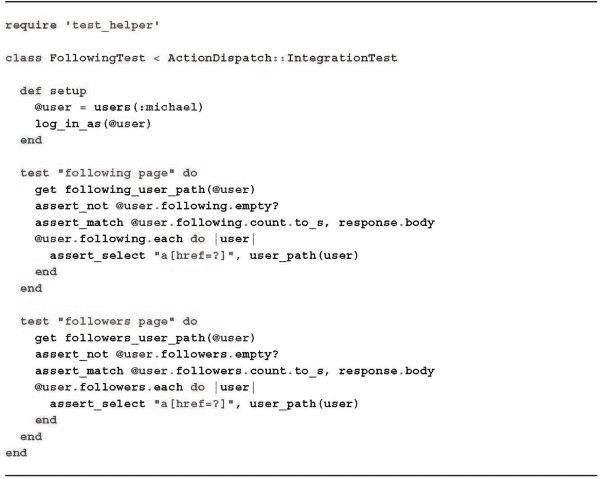 require 'test_helper'

class FollowingTest < ActionDispatch::IntegrationTest

  def setup
    @user = users(:michael)
    log_in_as(@user)
  end

  test "following page" do
    get following_user_path(@user)
    assert_not @user.following.empty?
    assert_match @user.following.count.to_s, response.body
    @user.following.each do |user|
      assert_select "a[href=?]", user_path(user)
    end
  end

  test "followers page" do
    get followers_user_path(@user)
    assert_not @user.followers.empty?
    assert_match @user.followers.count.to_s, response.body
    @user.followers.each do |user|
      assert_select "a[href=?]", user_path(user)
    end
  end
end